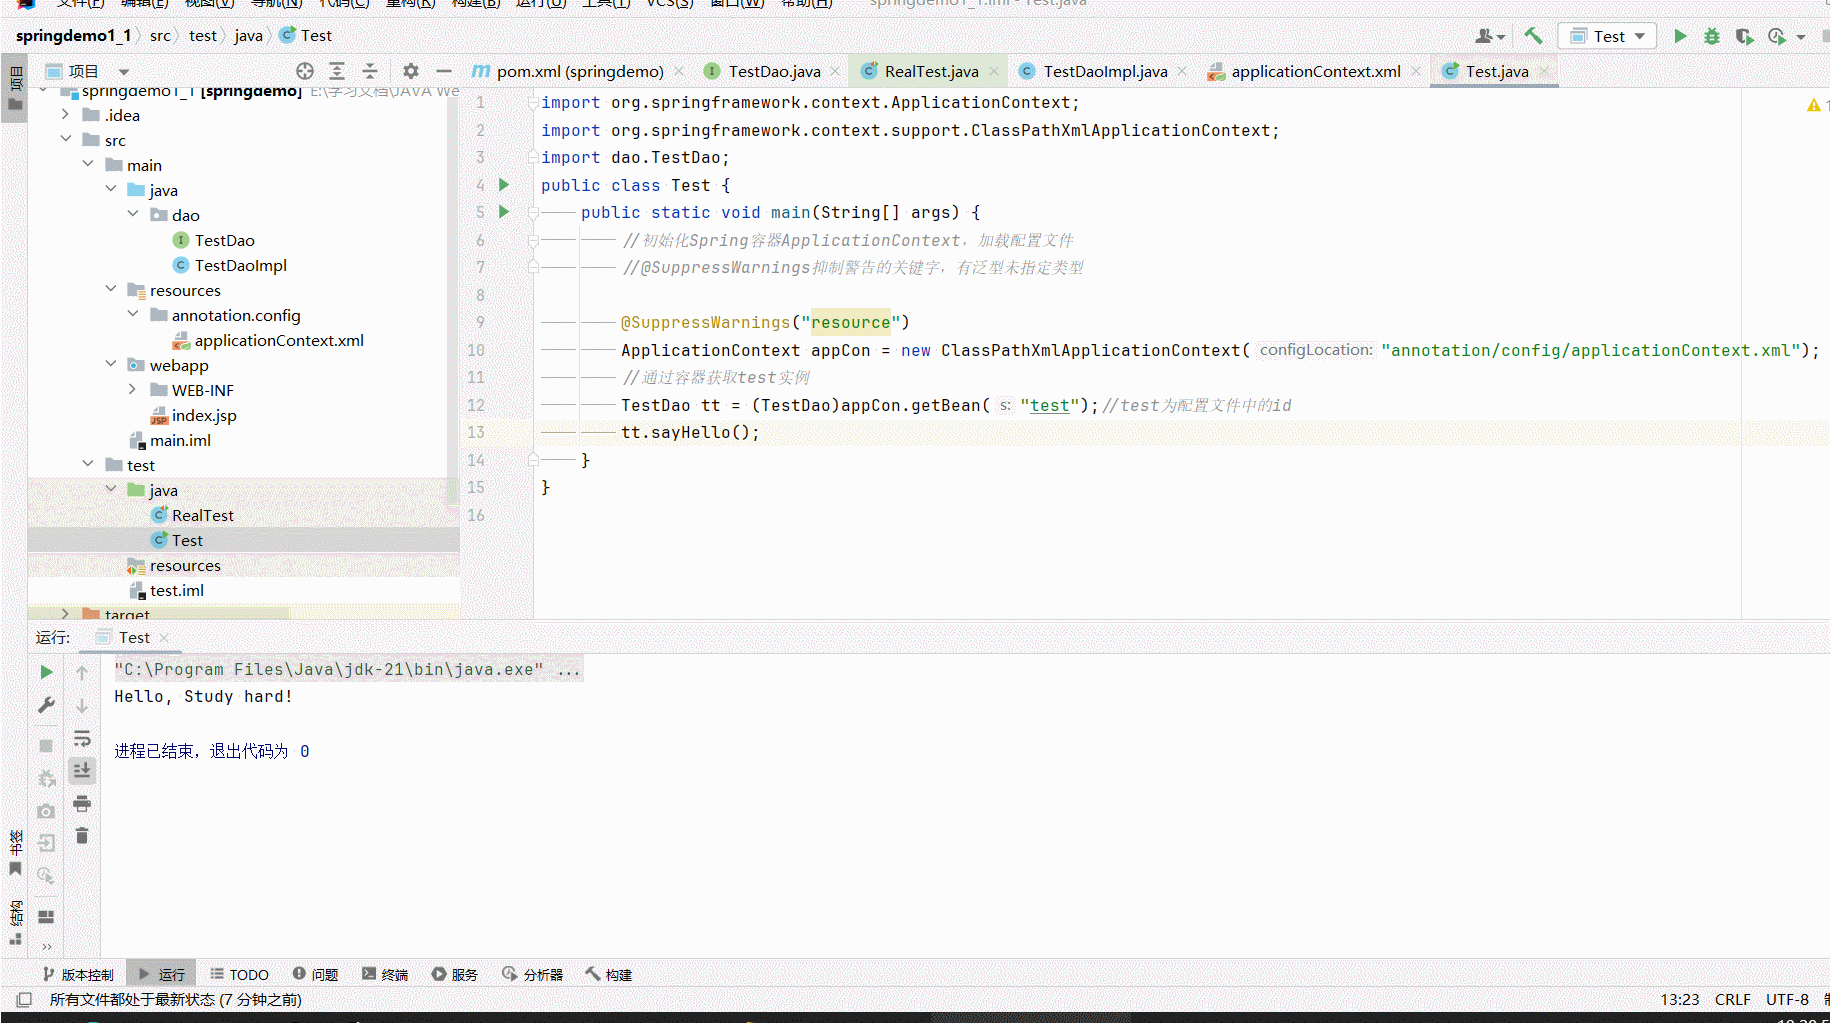 文件(F) 编辑(E) 视图(V) 导航(N) 代码(C) 重构(R) 构建(B) 运行(U) 工具(T) VCS(S) 窗口(W) 帮助(H) springdemo1_1.iml - Test.java
springdemo1_1 src test java Test
Test
项目
项目
pom.xml (springdemo) TestDao.java RealTest.java TestDaoImpl.java applicationContext.xml Test.java
springdemo1_1 [springdemo] E:\学习文档\JAVA We
.idea
src
main
java
dao
TestDao
TestDaoImpl
resources
annotation.config
applicationContext.xml
webapp
WEB-INF
index.jsp
main.iml
test
java
RealTest
Test
resources
test.iml
target
1 import org.springframework.context.ApplicationContext;
2 import org.springframework.context.support.ClassPathXmlApplicationContext;
3 import dao.TestDao;
4 public class Test {
5 public static void main(String[] args) {
6 //初始化Spring容器ApplicationContext，加载配置文件
7 //@SuppressWarnings抑制警告的关键字，有泛型未指定类型
8
9 @SuppressWarnings("resource")
10 ApplicationContext appCon = new ClassPathXmlApplicationContext( configLocation: "annotation/config/applicationContext.xml");
11 //通过容器获取test实例
12 TestDao tt = (TestDao)appCon.getBean( s: "test");//test为配置文件中的id
13 tt.sayHello();
14 }
15 }
16
1
运行: Test
"C:\Program Files\Java\jdk-21\bin\java.exe" ...
Hello, Study hard!
进程已结束，退出代码为 0
书签
结构
版本控制 运行 TODO 问题 终端 服务 分析器 构建
所有文件都处于最新状态 (7 分钟之前)
13:23 CRLF UTF-8